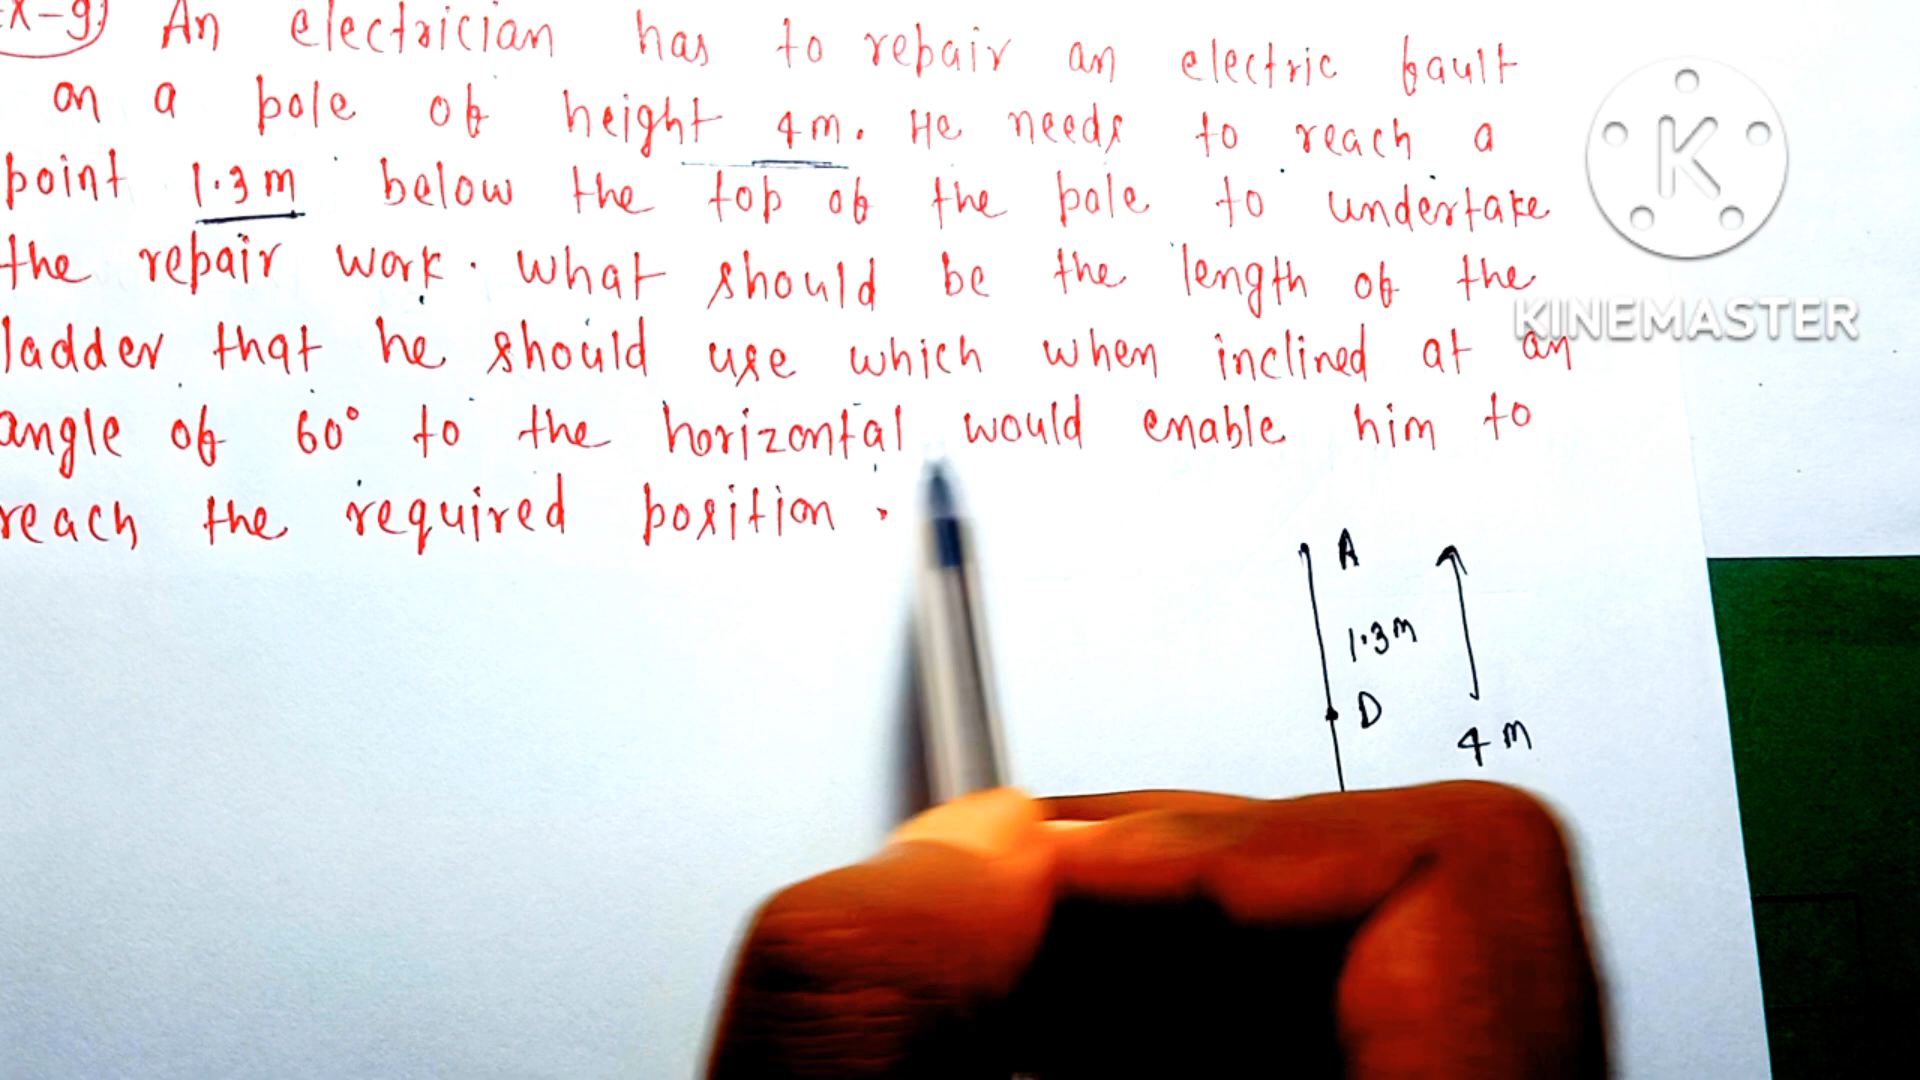 x-9) An electrician has to repair an electric fault
on a pole of height 4m. He needs to reach a
point 1.3m below the top of the pole to undertake
the repair work. What should be the length of the
ladder that he should use which when inclined at an
angle of 60° to the horizontal would enable him to
reach the required position.
A
1.3m
D
4m
K
KINEMASTER